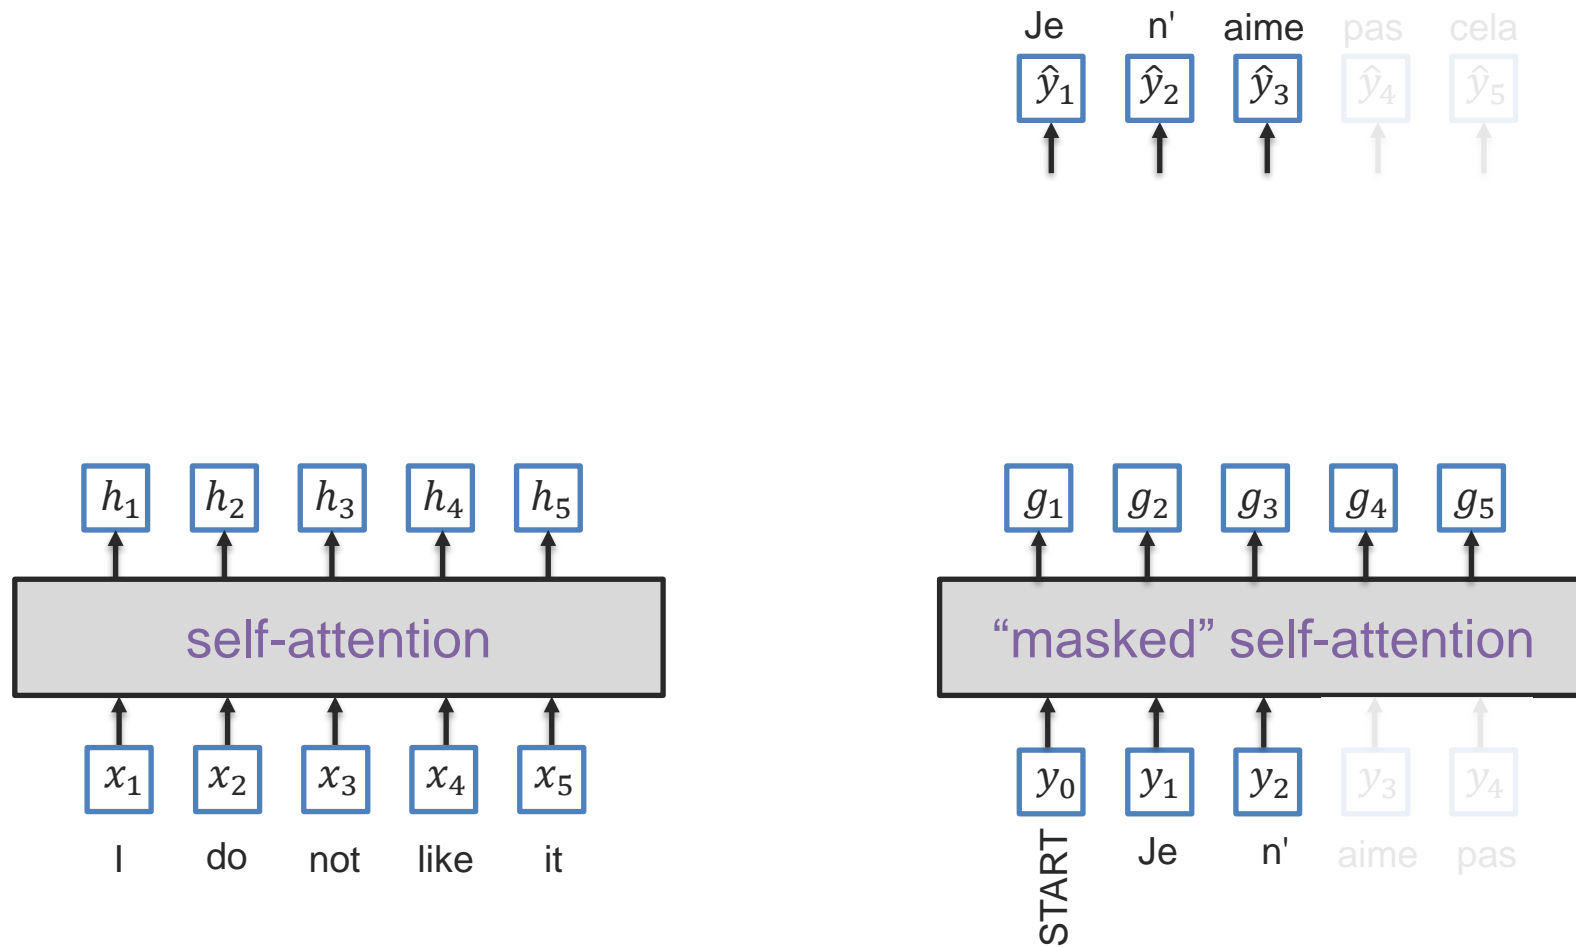 Je n' aime pas cela
ŷ₁ ŷ₂ ŷ₃ ŷ₄ ŷ₅
h₁ h₂ h₃ h₄ h₅
self-attention
x₁ x₂ x₃ x₄ x₅
I do not like it
g₁ g₂ g₃ g₄ g₅
“masked” self-attention
y₀ y₁ y₂ y₃ y₄
START Je n' aime pas